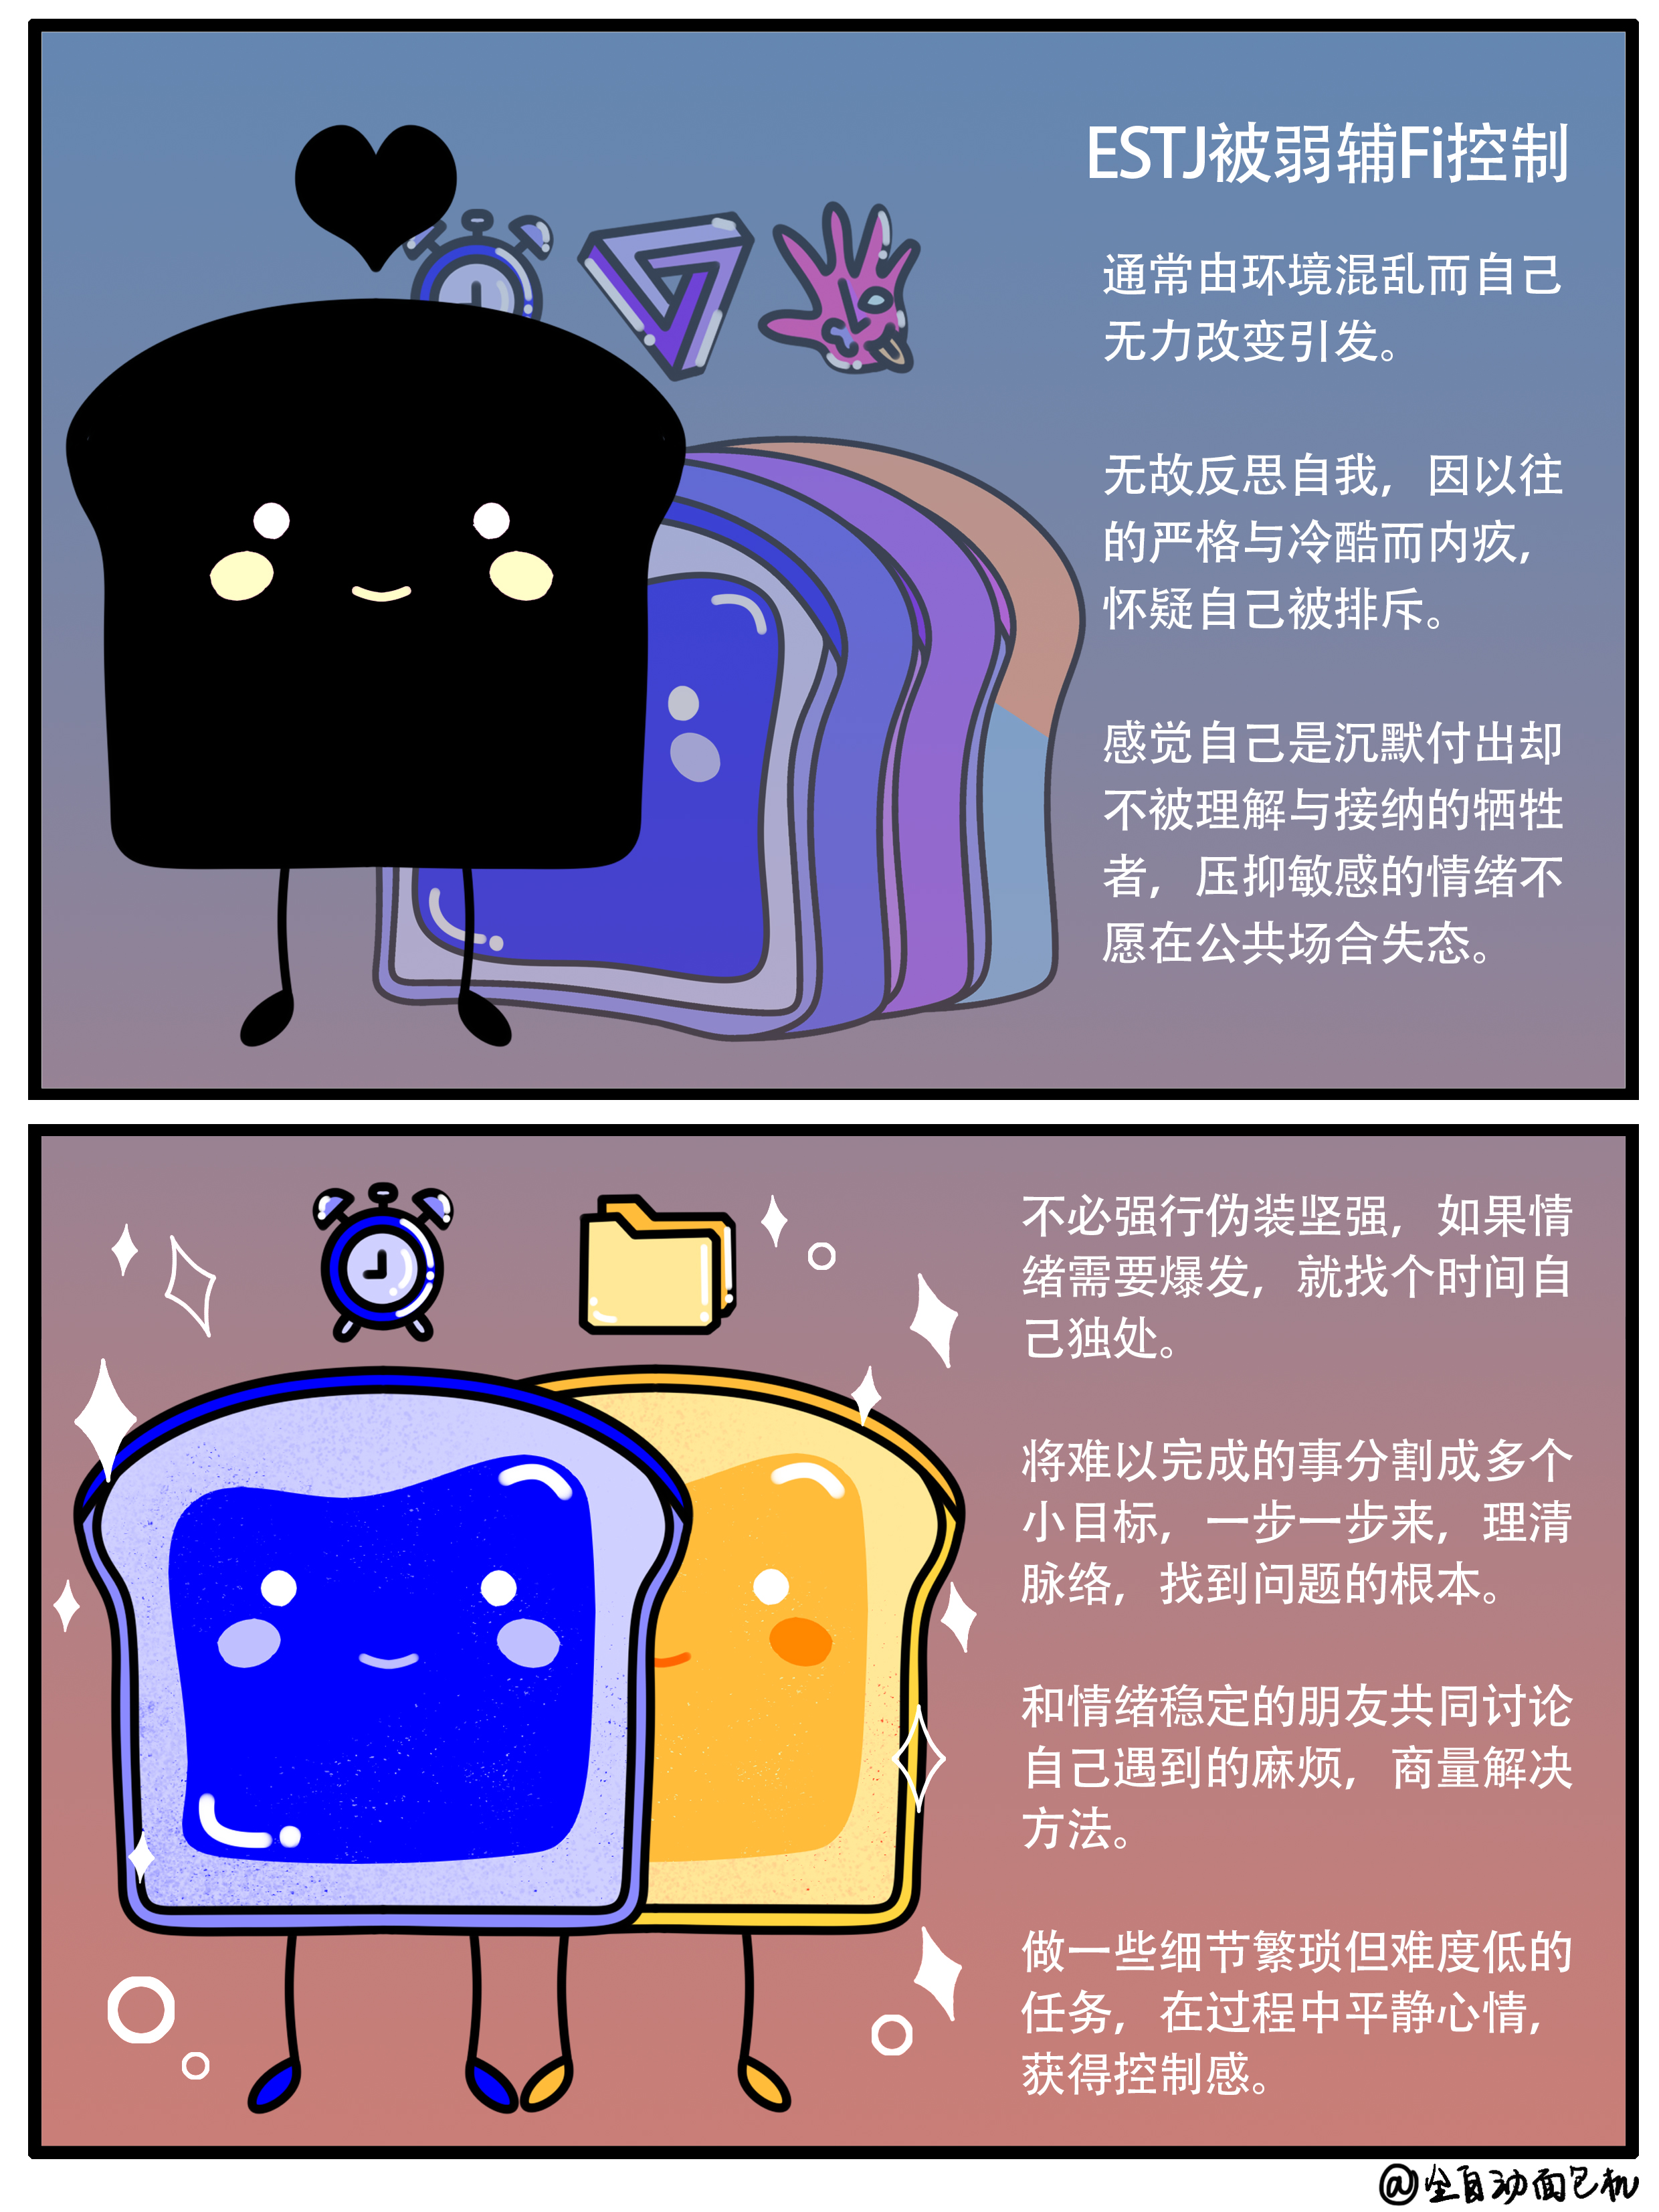 ESTJ被弱辅Fi控制
通常由环境混乱而自己
无力改变引发。
无故反思自我，因以往
的严格与冷酷而内疚，
怀疑自己被排斥。
感觉自己是沉默付出却
不被理解与接纳的牺牲
者，压抑敏感的情绪不
愿在公共场合失态。
不必强行伪装坚强，如果情
绪需要爆发，就找个时间自
己独处。
将难以完成的事分割成多个
小目标，一步一步来，理清
脉络，找到问题的根本。
和情绪稳定的朋友共同讨论
自己遇到的麻烦，商量解决
方法。
做一些细节繁琐但难度低的
任务，在过程中平静心情，
获得控制感。
@全自动面包机